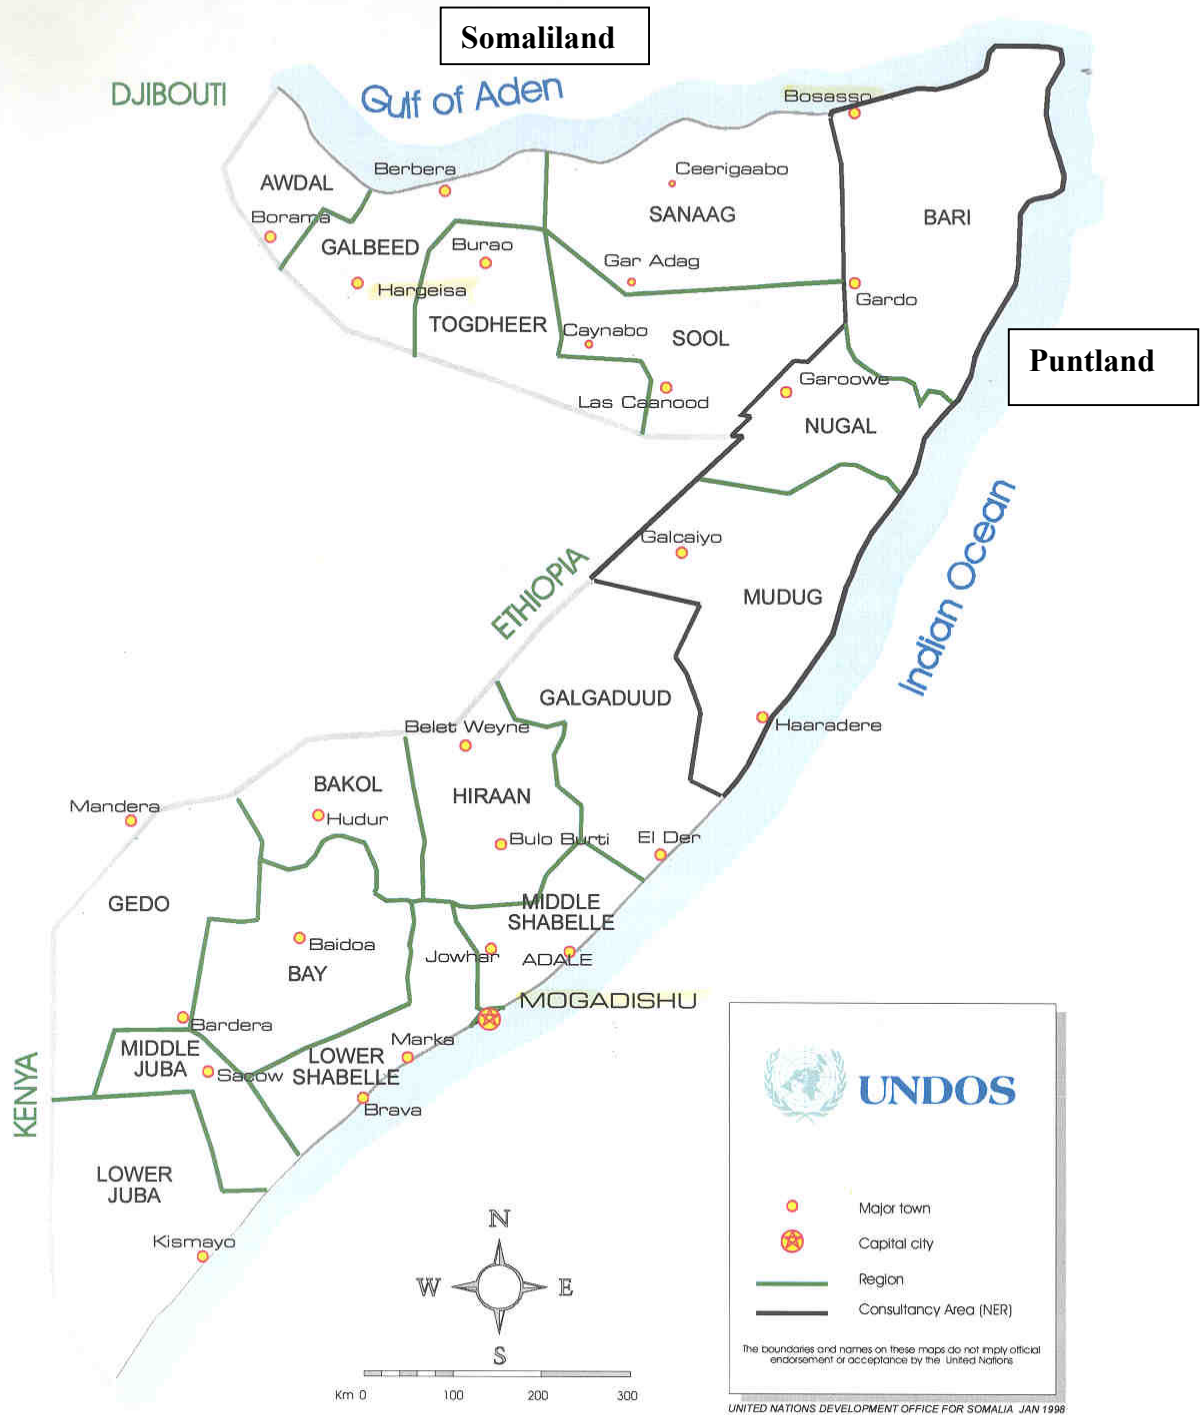 Somaliland
DJIBOUTI
Gulf of Aden
Bosasso
Berbera
Ceerigaabo
AWDAL
SANAAG
BARI
Borama
GALBEED
Burao
Gar Adag
Hargeisa
Gardo
TOGDHEER
Caynabo
SOOL
Puntland
Garoowe
Las Caanood
NUGAL
Indian Ocean
Galcaiyo
ETHIOPIA
MUDUG
GALGADUUD
Belet Weyne
Haaradere
BAKOL
HIRAAN
Mandera
Hudur
Bulo Burti
El Der
GEDO
MIDDLE
SHABELLE
Baidoa
Jowhar
ADALE
BAY
MOGADISHU
Bardera
Marka
MIDDLE
JUBA
LOWER
SHABELLE
Sacow
KENYA
Brava
LOWER
JUBA
Kismayo
N
W
E
S
Km 0 100 200 300
UNDOS
Major town
Capital city
Region
Consultancy Area (NER)
The boundaries and names on these maps do not imply official
endorsement or acceptance by the United Nations
UNITED NATIONS DEVELOPMENT OFFICE FOR SOMALIA JAN 1998